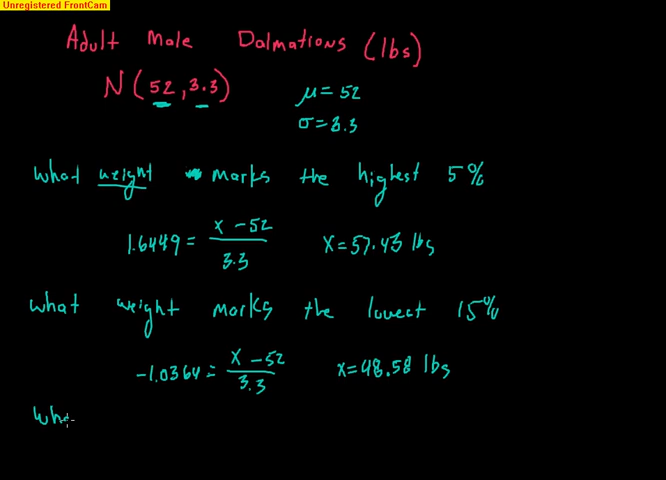 Unregistered FrontCam
Adult Male Dalmations (lbs)
N(52,3.3)
μ=52
σ=3.3
What weight marks the highest 5%
1.6449 = x-52 / 3.3 x=57.43 lbs
What weight marks the lowest 15%
-1.0364 = x-52 / 3.3 x=48.58 lbs
Wha